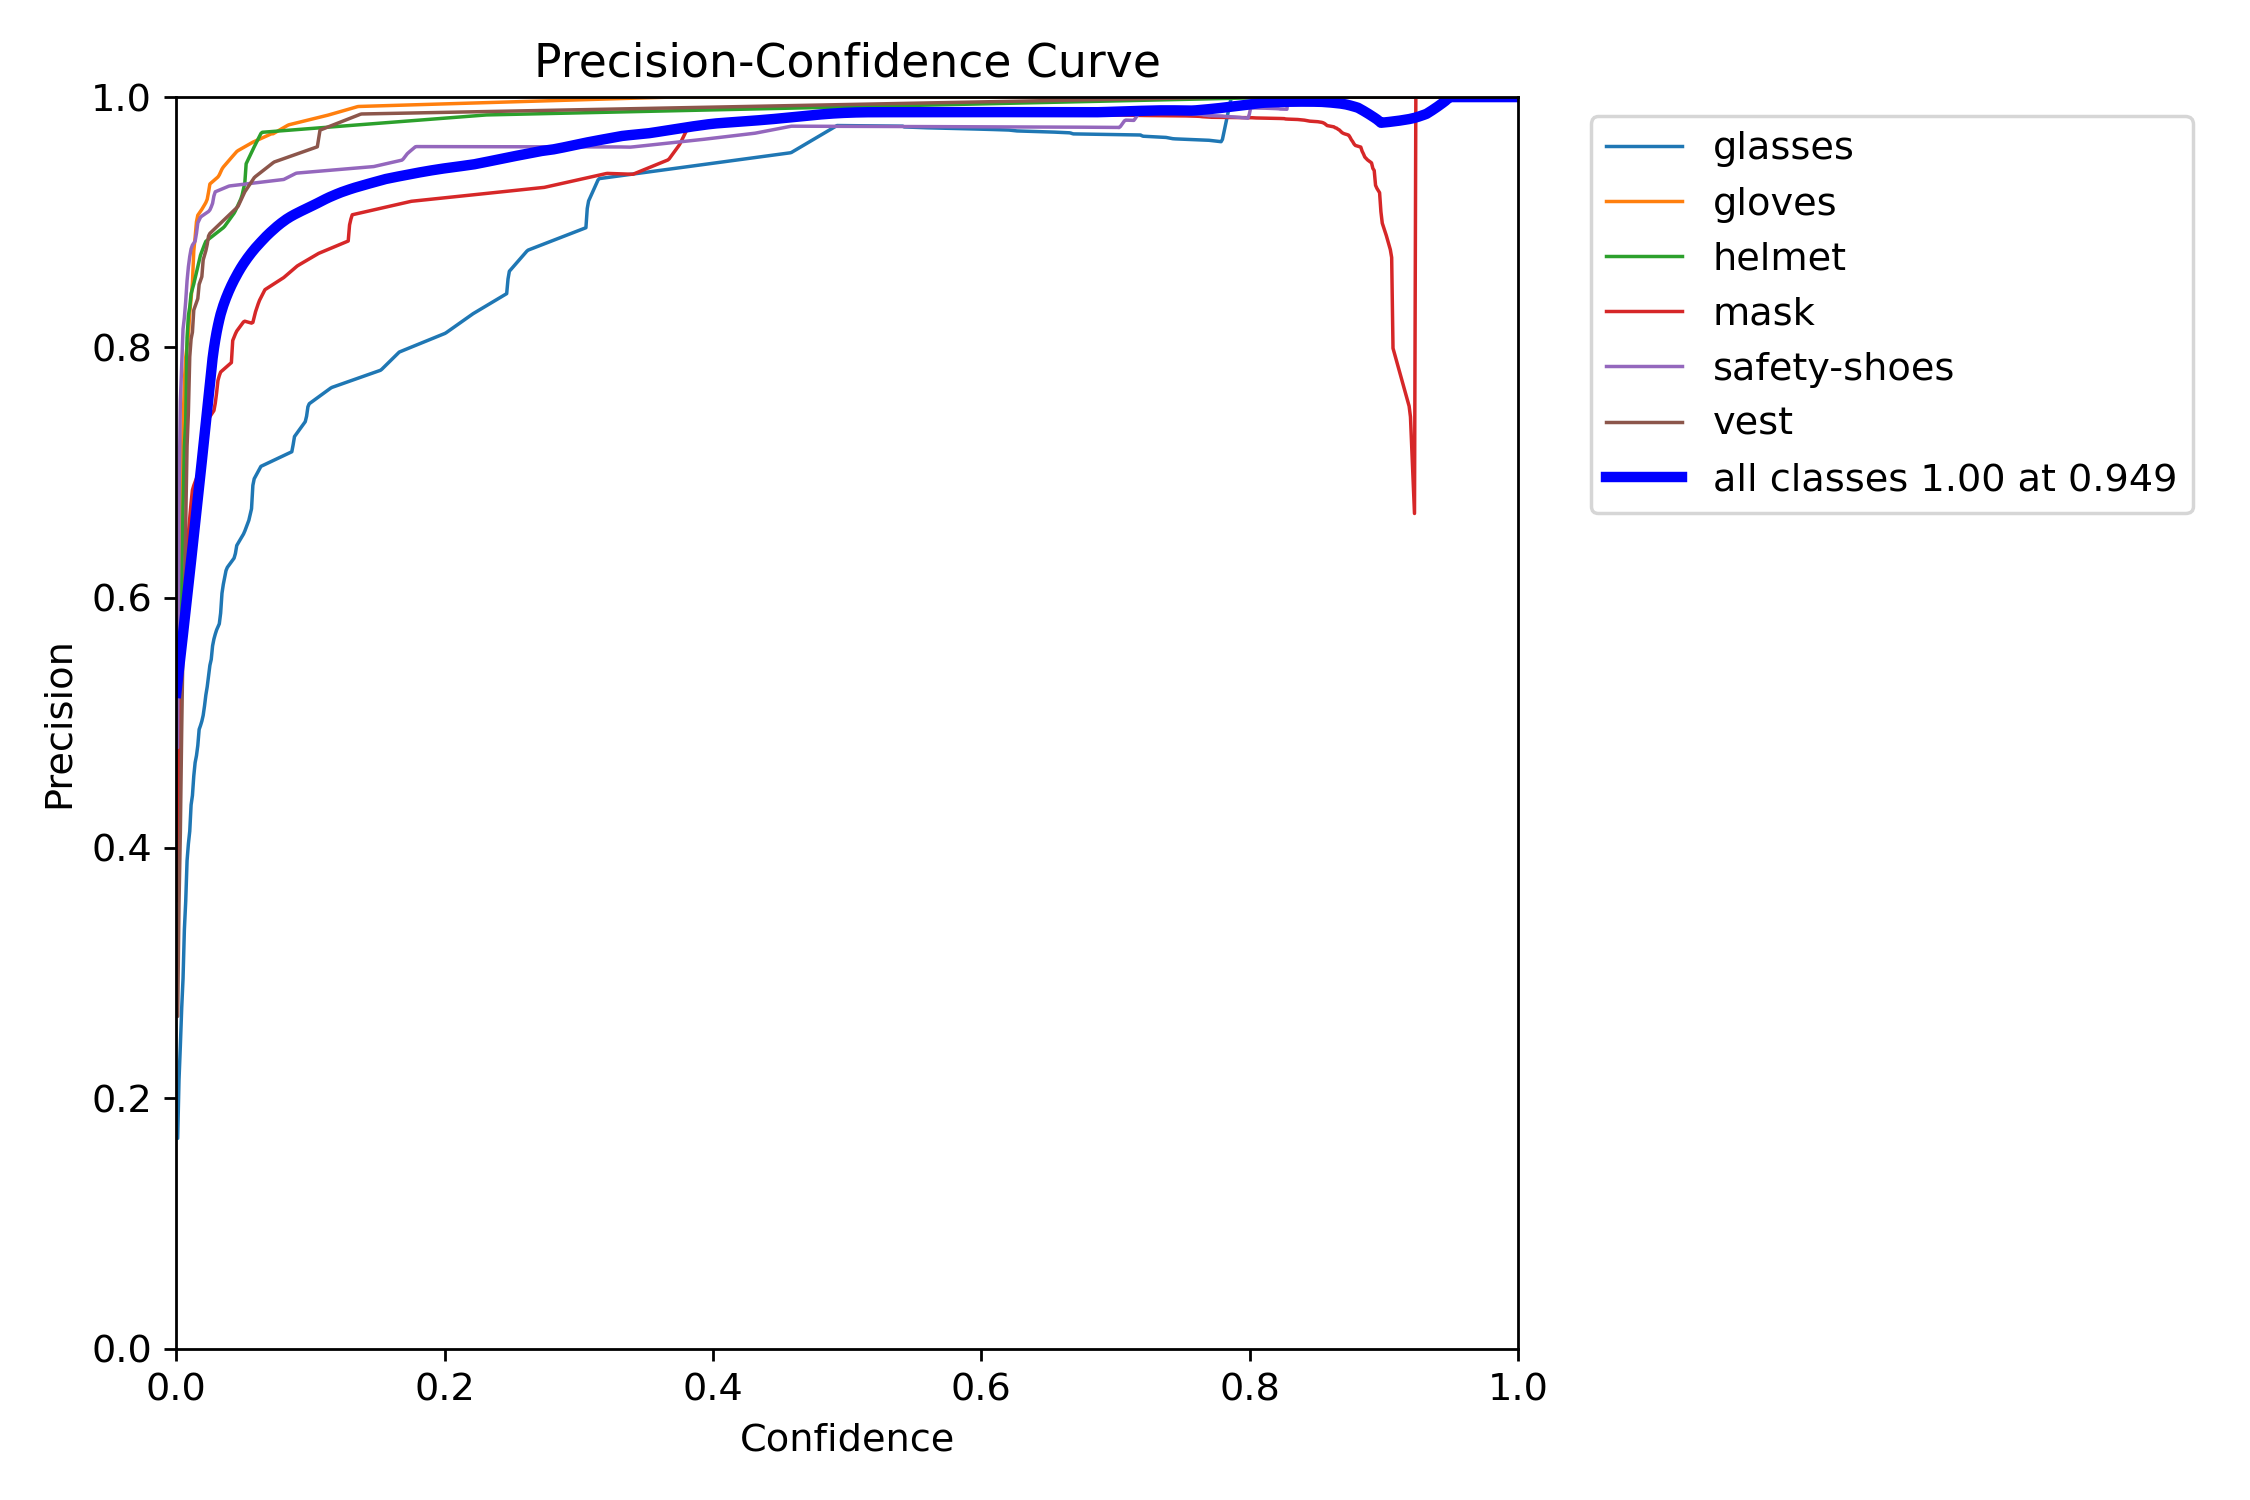 Precision-Confidence Curve
1.0
0.8
0.6
0.4
0.2
0.0
Precision
0.0 0.2 0.4 0.6 0.8 1.0
Confidence
glasses
gloves
helmet
mask
safety-shoes
vest
all classes 1.00 at 0.949